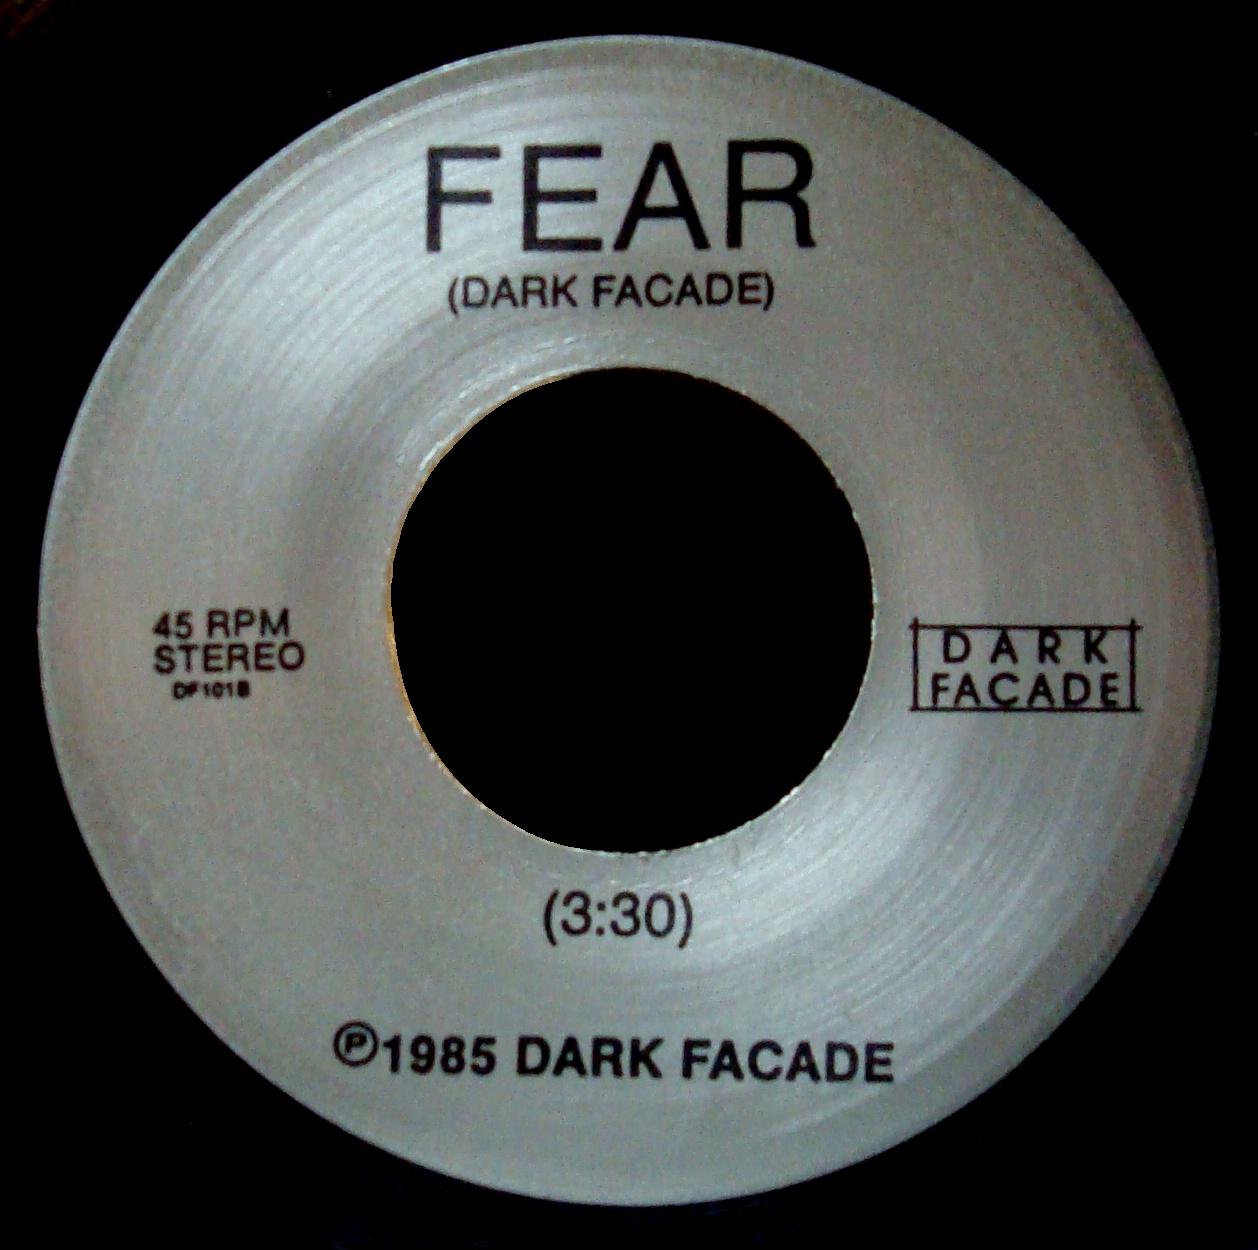 FEAR
(DARK FACADE)
45 RPM
STEREO
DF101B
DARK
FACADE
(3:30)
℗1985 DARK FACADE